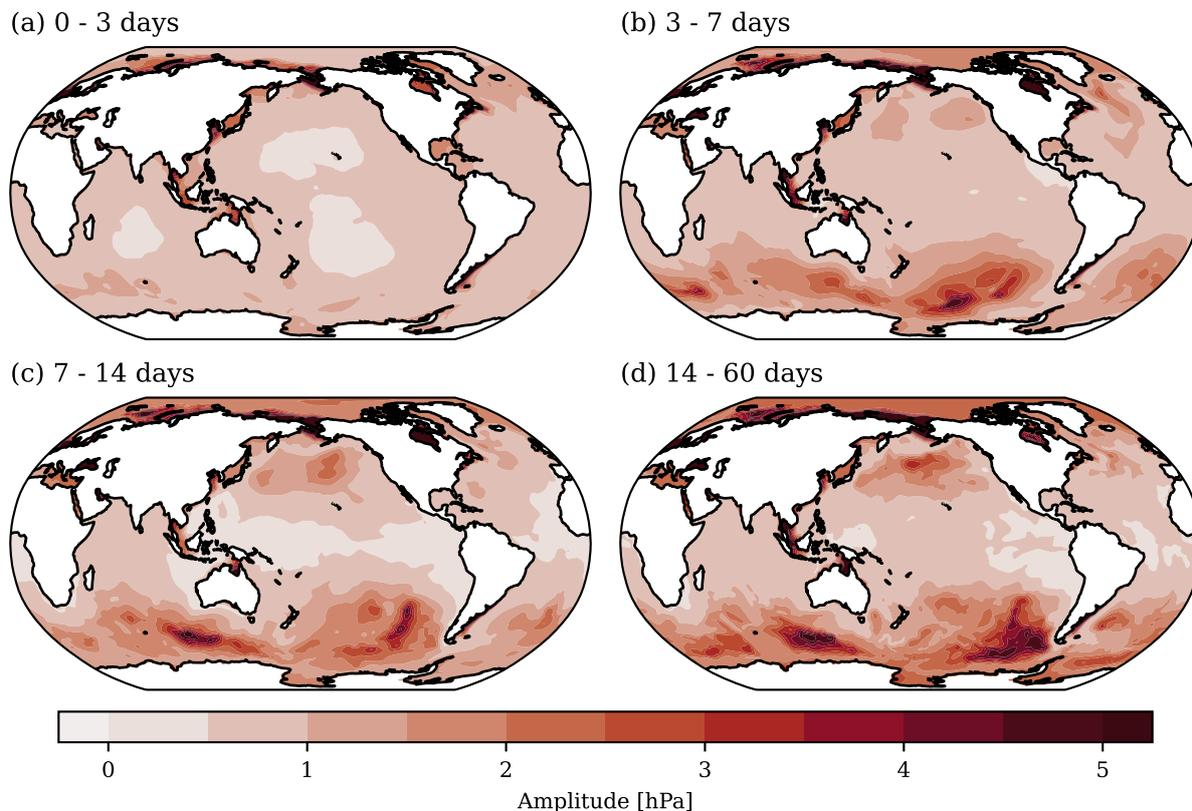 (a) 0 - 3 days
(b) 3 - 7 days
(c) 7 - 14 days
(d) 14 - 60 days
0 1 2 3 4 5
Amplitude [hPa]